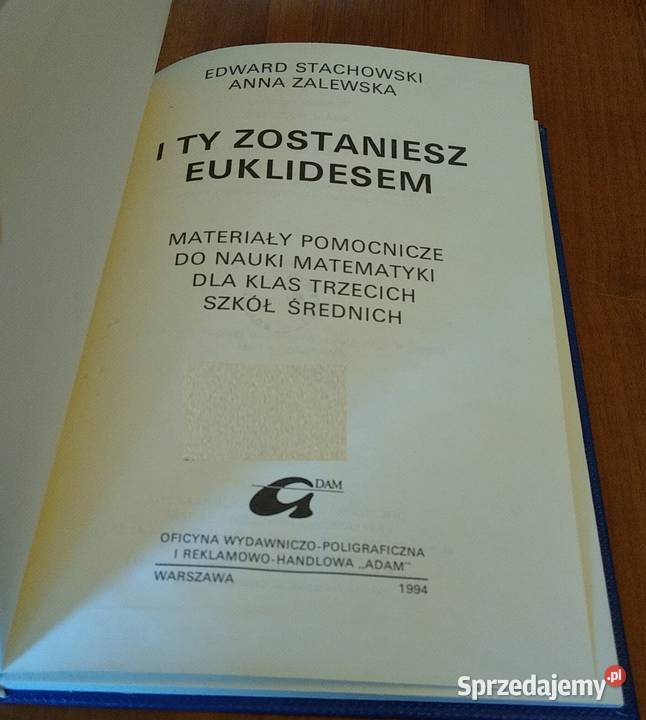 EDWARD STACHOWSKI
ANNA ZALEWSKA
I TY ZOSTANIESZ
EUKLIDESEM
MATERIAŁY POMOCNICZE
DO NAUKI MATEMATYKI
DLA KLAS TRZECICH
SZKÓŁ ŚREDNICH
DAM
OFICYNA WYDAWNICZO-POLIGRAFICZNA
I REKLAMOWO-HANDLOWA „ADAM”
WARSZAWA 1994
Sprzedajemy.pl